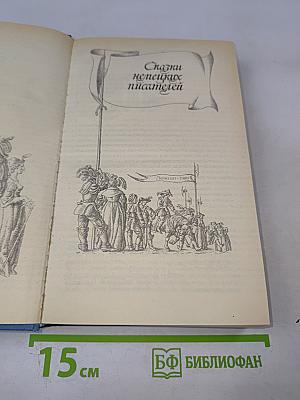 Сказки
немецких
писателей
15 см
БФ БИБЛИОФАН